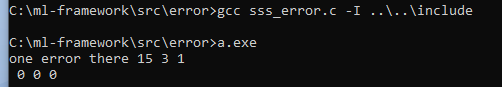 C:\ml-framework\src\error>gcc sss_error.c -I ..\..\include
C:\ml-framework\src\error>a.exe
one error there 15 3 1
0 0 0